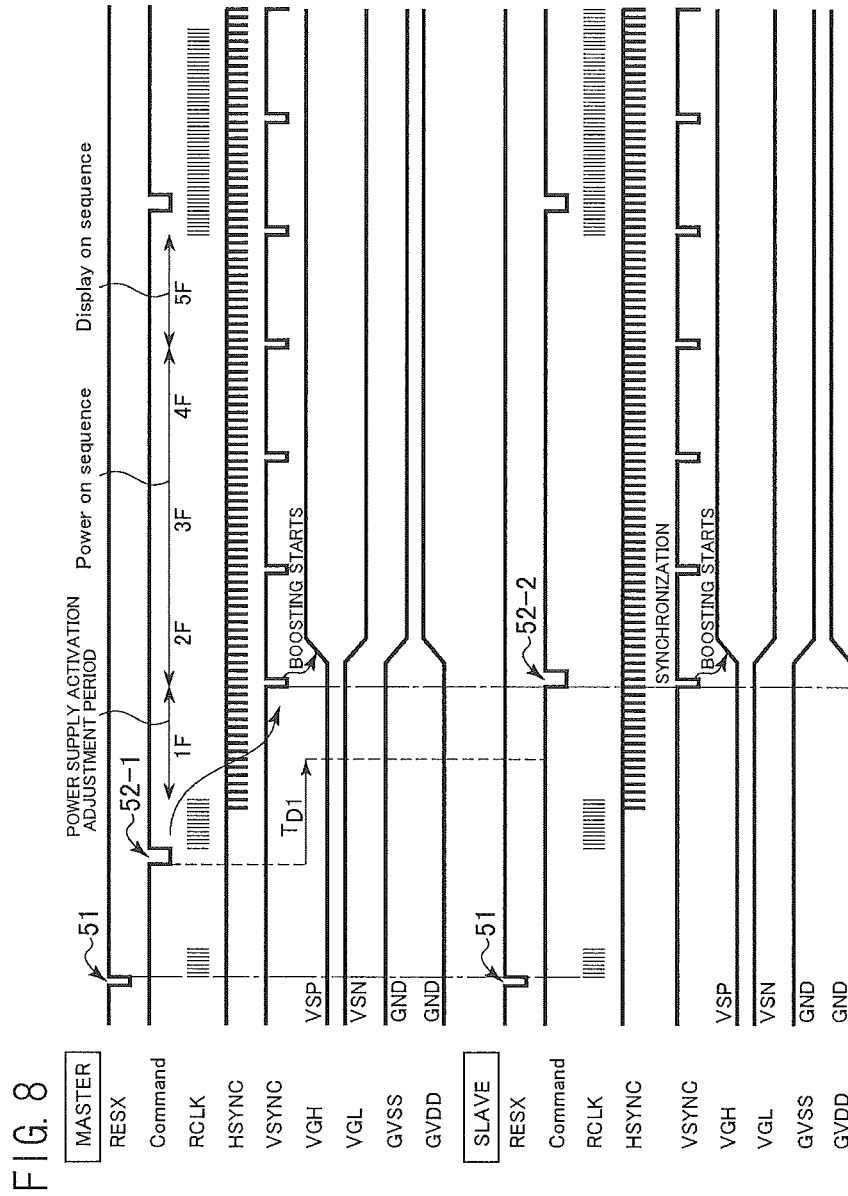 FIG. 8
MASTER
POWER SUPPLY ACTIVATION
ADJUSTMENT PERIOD
Power on sequence
Display on sequence
RESX
51
52-1
Command
1F
2F
3F
4F
5F
RCLK
HSYNC
VSYNC
TD1
BOOSTING STARTS
VGH
VSP
VGL
VSN
GVSS
GND
GVDD
GND
SLAVE
RESX
51
52-2
Command
RCLK
HSYNC
SYNCHRONIZATION
VSYNC
BOOSTING STARTS
VGH
VSP
VGL
VSN
GVSS
GND
GVDD
GND